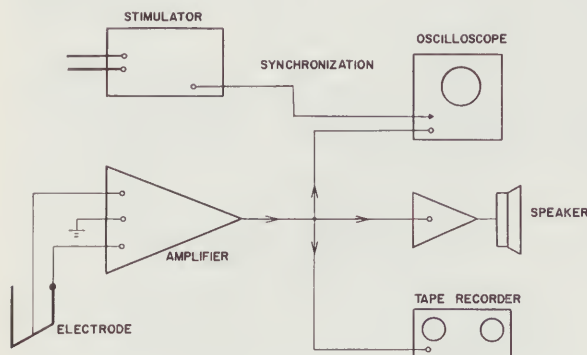 STIMULATOR
OSCILLOSCOPE
SYNCHRONIZATION
SPEAKER
AMPLIFIER
TAPE RECORDER
ELECTRODE